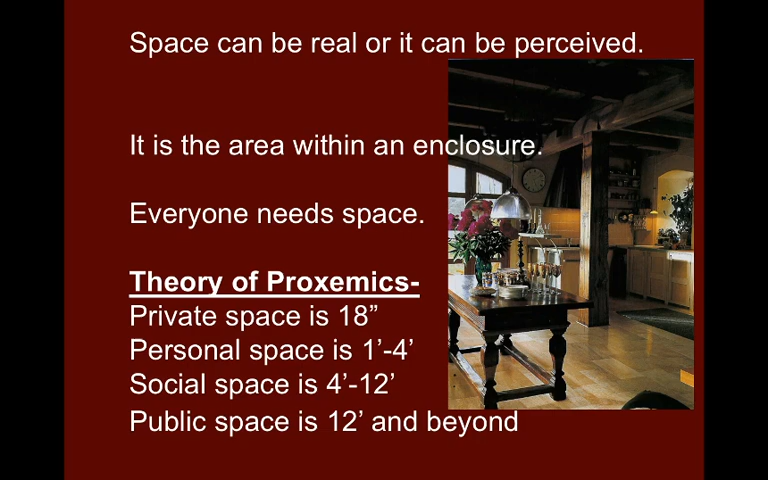 Space can be real or it can be perceived.
It is the area within an enclosure.
Everyone needs space.
Theory of Proxemics-
Private space is 18”
Personal space is 1’-4’
Social space is 4’-12’
Public space is 12’ and beyond